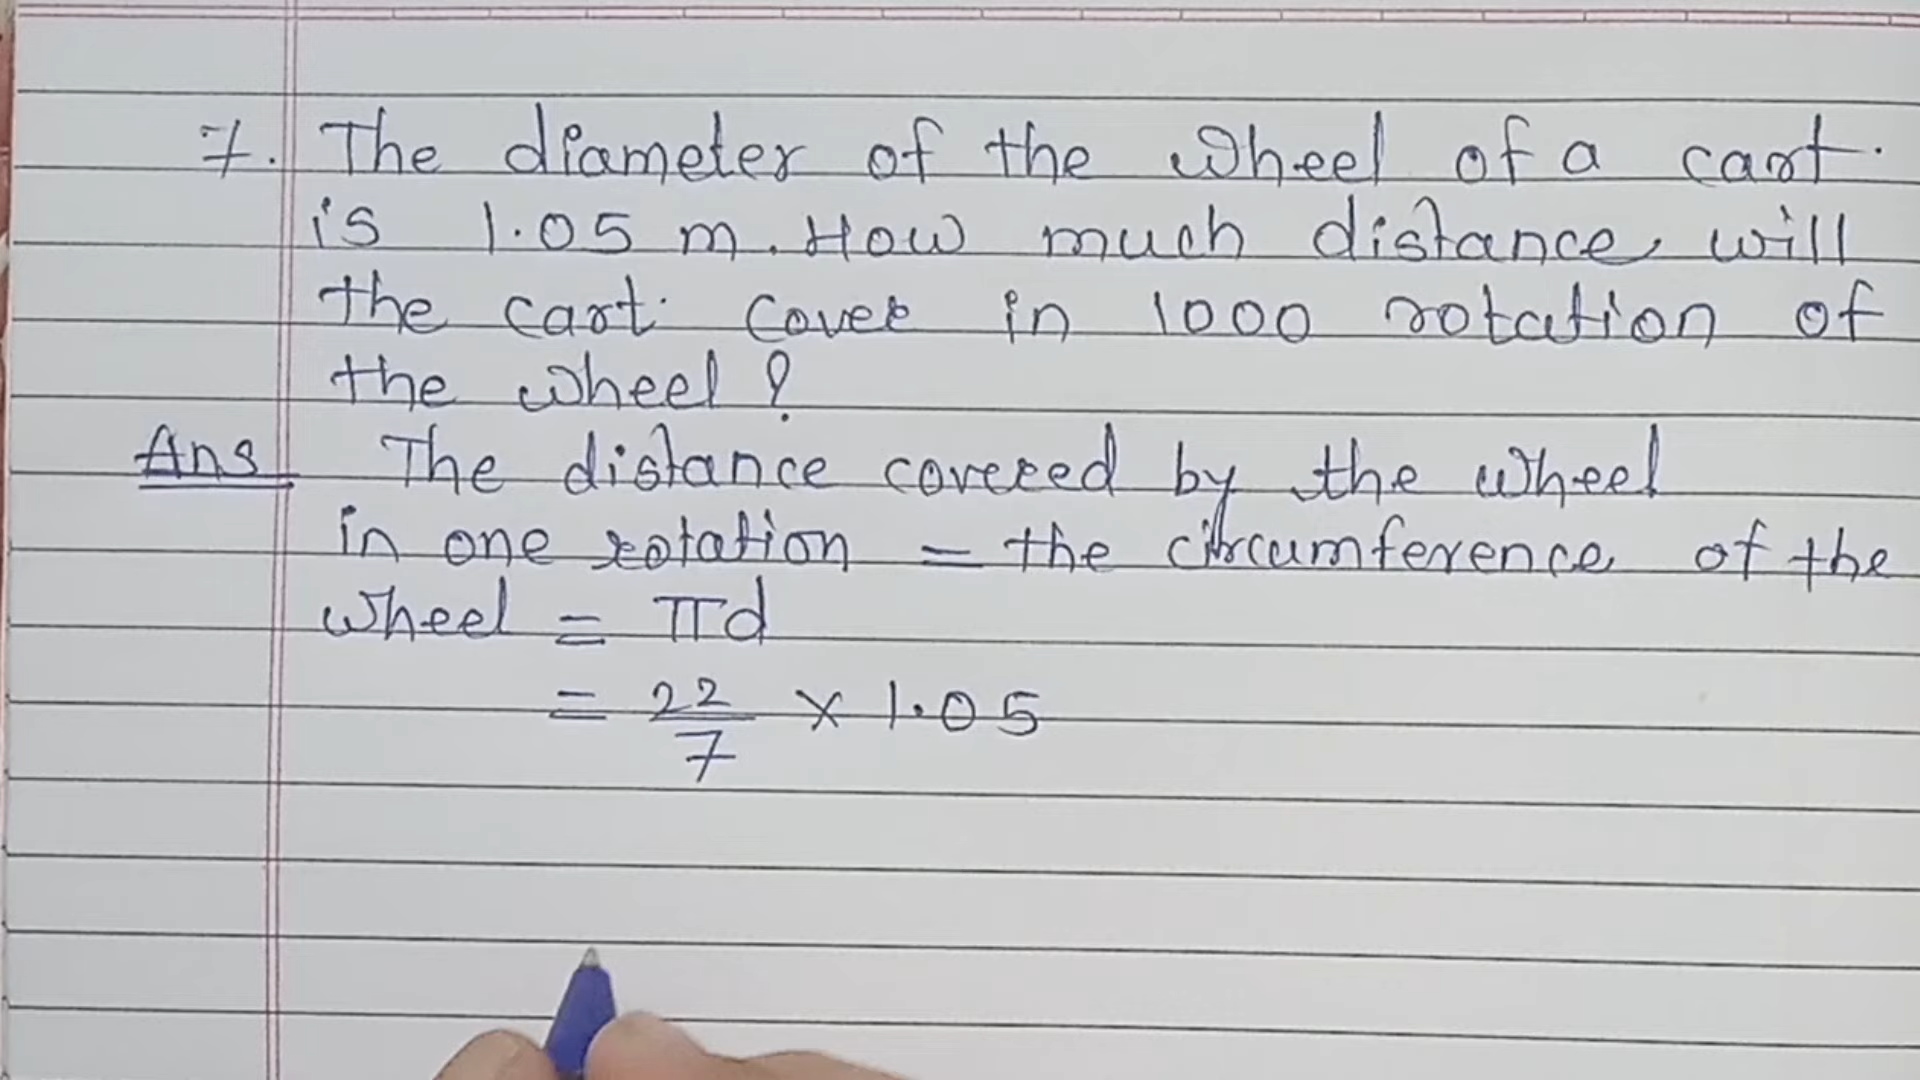 7. The diameter of the wheel of a cart
is 1.05 m. How much distance will
the cart cover in 1000 rotation of
the wheel?
Ans The distance covered by the wheel
in one rotation = the circumference of the
wheel = πd
= 22/7 × 1.05